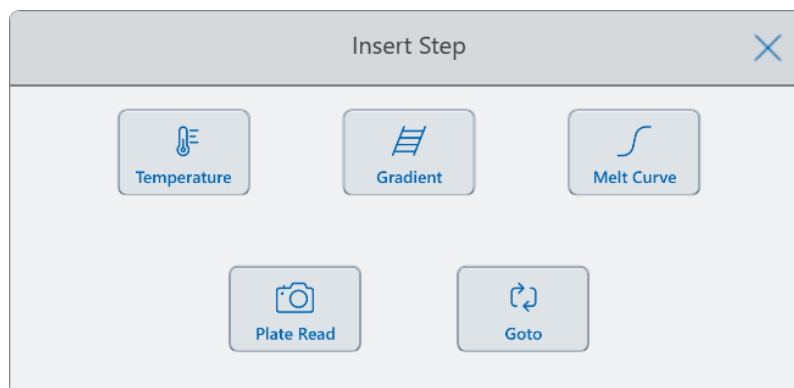 Insert Step
Temperature
Gradient
Melt Curve
Plate Read
Goto